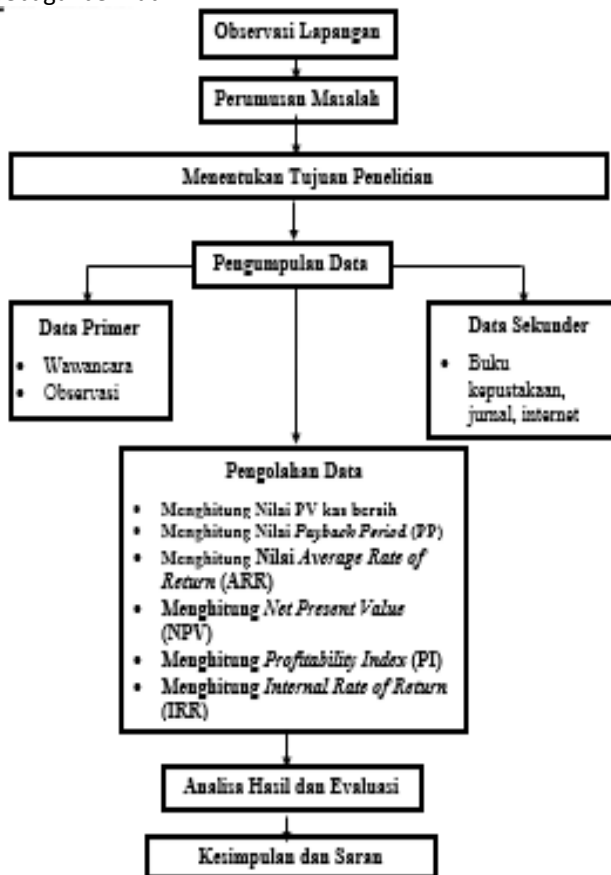 Observasi Lapangan
Perumusan Masalah
Menentukan Tujuan Penelitian
Pengumpulan Data
Data Primer
• Wawancara
• Observasi
Data Sekunder
• Buku
kepustakaan,
jurnal, internet
Pengolahan Data
• Menghitung Nilai PV kas bersih
• Menghitung Nilai Payback Period (PP)
• Menghitung Nilai Average Rate of
Return (ARR)
• Menghitung Net Present Value
(NPV)
• Menghitung Profitability Index (PI)
• Menghitung Internal Rate of Return
(IRR)
Analisa Hasil dan Evaluasi
Kesimpulan dan Saran